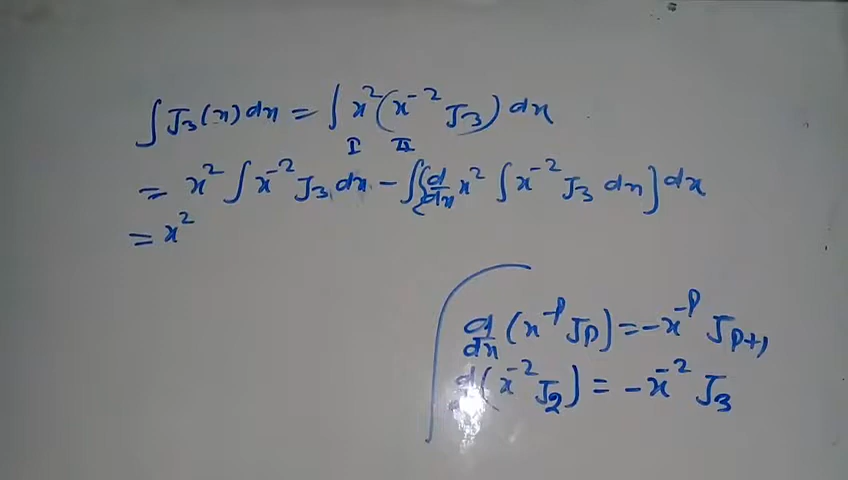 ∫ J₃(x) dx = ∫ x² (x⁻² J₃) dx
I II
= x² ∫ x⁻² J₃ dx − ∫ [d/dx x² ∫ x⁻² J₃ dx] dx
= x²
d/dx (x⁻ᵖ Jₚ) = −x⁻ᵖ Jₚ₊₁
d (x⁻² J₂) = −x⁻² J₃